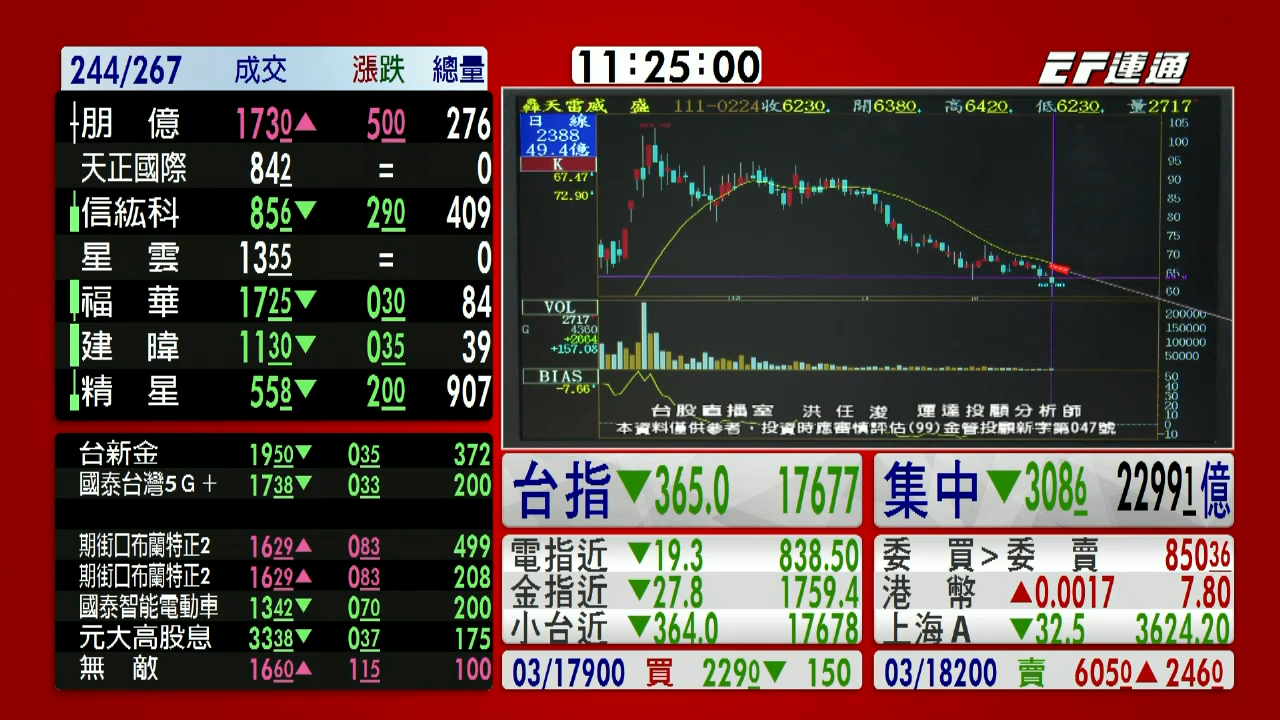 244/267 成交 漲跌 總量
朋億 1730▲ 500 276
天正國際 842 = 0
信紘科 856▼ 290 409
星雲 1355 = 0
福華 1725▼ 030 84
建暐 1130▼ 035 39
精星 558▼ 200 907
台新金 1950▼ 035 372
國泰台灣5G+ 1738▼ 033 200
期街口布蘭特正2 1629▲ 083 499
期街口布蘭特正2 1629▲ 083 208
國泰智能電動車 1342▼ 070 200
元大高股息 3338▼ 037 175
無敵 1660▲ 115 100
11:25:00
EF運通
轟天雷威盛 111-0224收6230. 開6380. 高6420. 低6230. 量2717
日線
2388
49.4億
K
67.47
72.90
105
100
95
90
85
80
75
70
65
60
VOL
2717
G 4360
+2664
+157.08
200000
150000
100000
50000
BIAS
-7.66
50
40
30
20
10
0
-10
台股直播室 洪任浚 運達投顧分析師
本資料僅供參考，投資時應審慎評估(99)金管投顧新字第047號
台指▼365.0 17677
集中▼3086 22991億
電指近 ▼19.3 838.50
金指近 ▼27.8 1759.4
小台近 ▼364.0 17678
委買>委賣 85036
港幣 ▲0.0017 7.80
上海A ▼32.5 3624.20
03/17900 買 2290▼ 150
03/18200 賣 6050▲ 2460